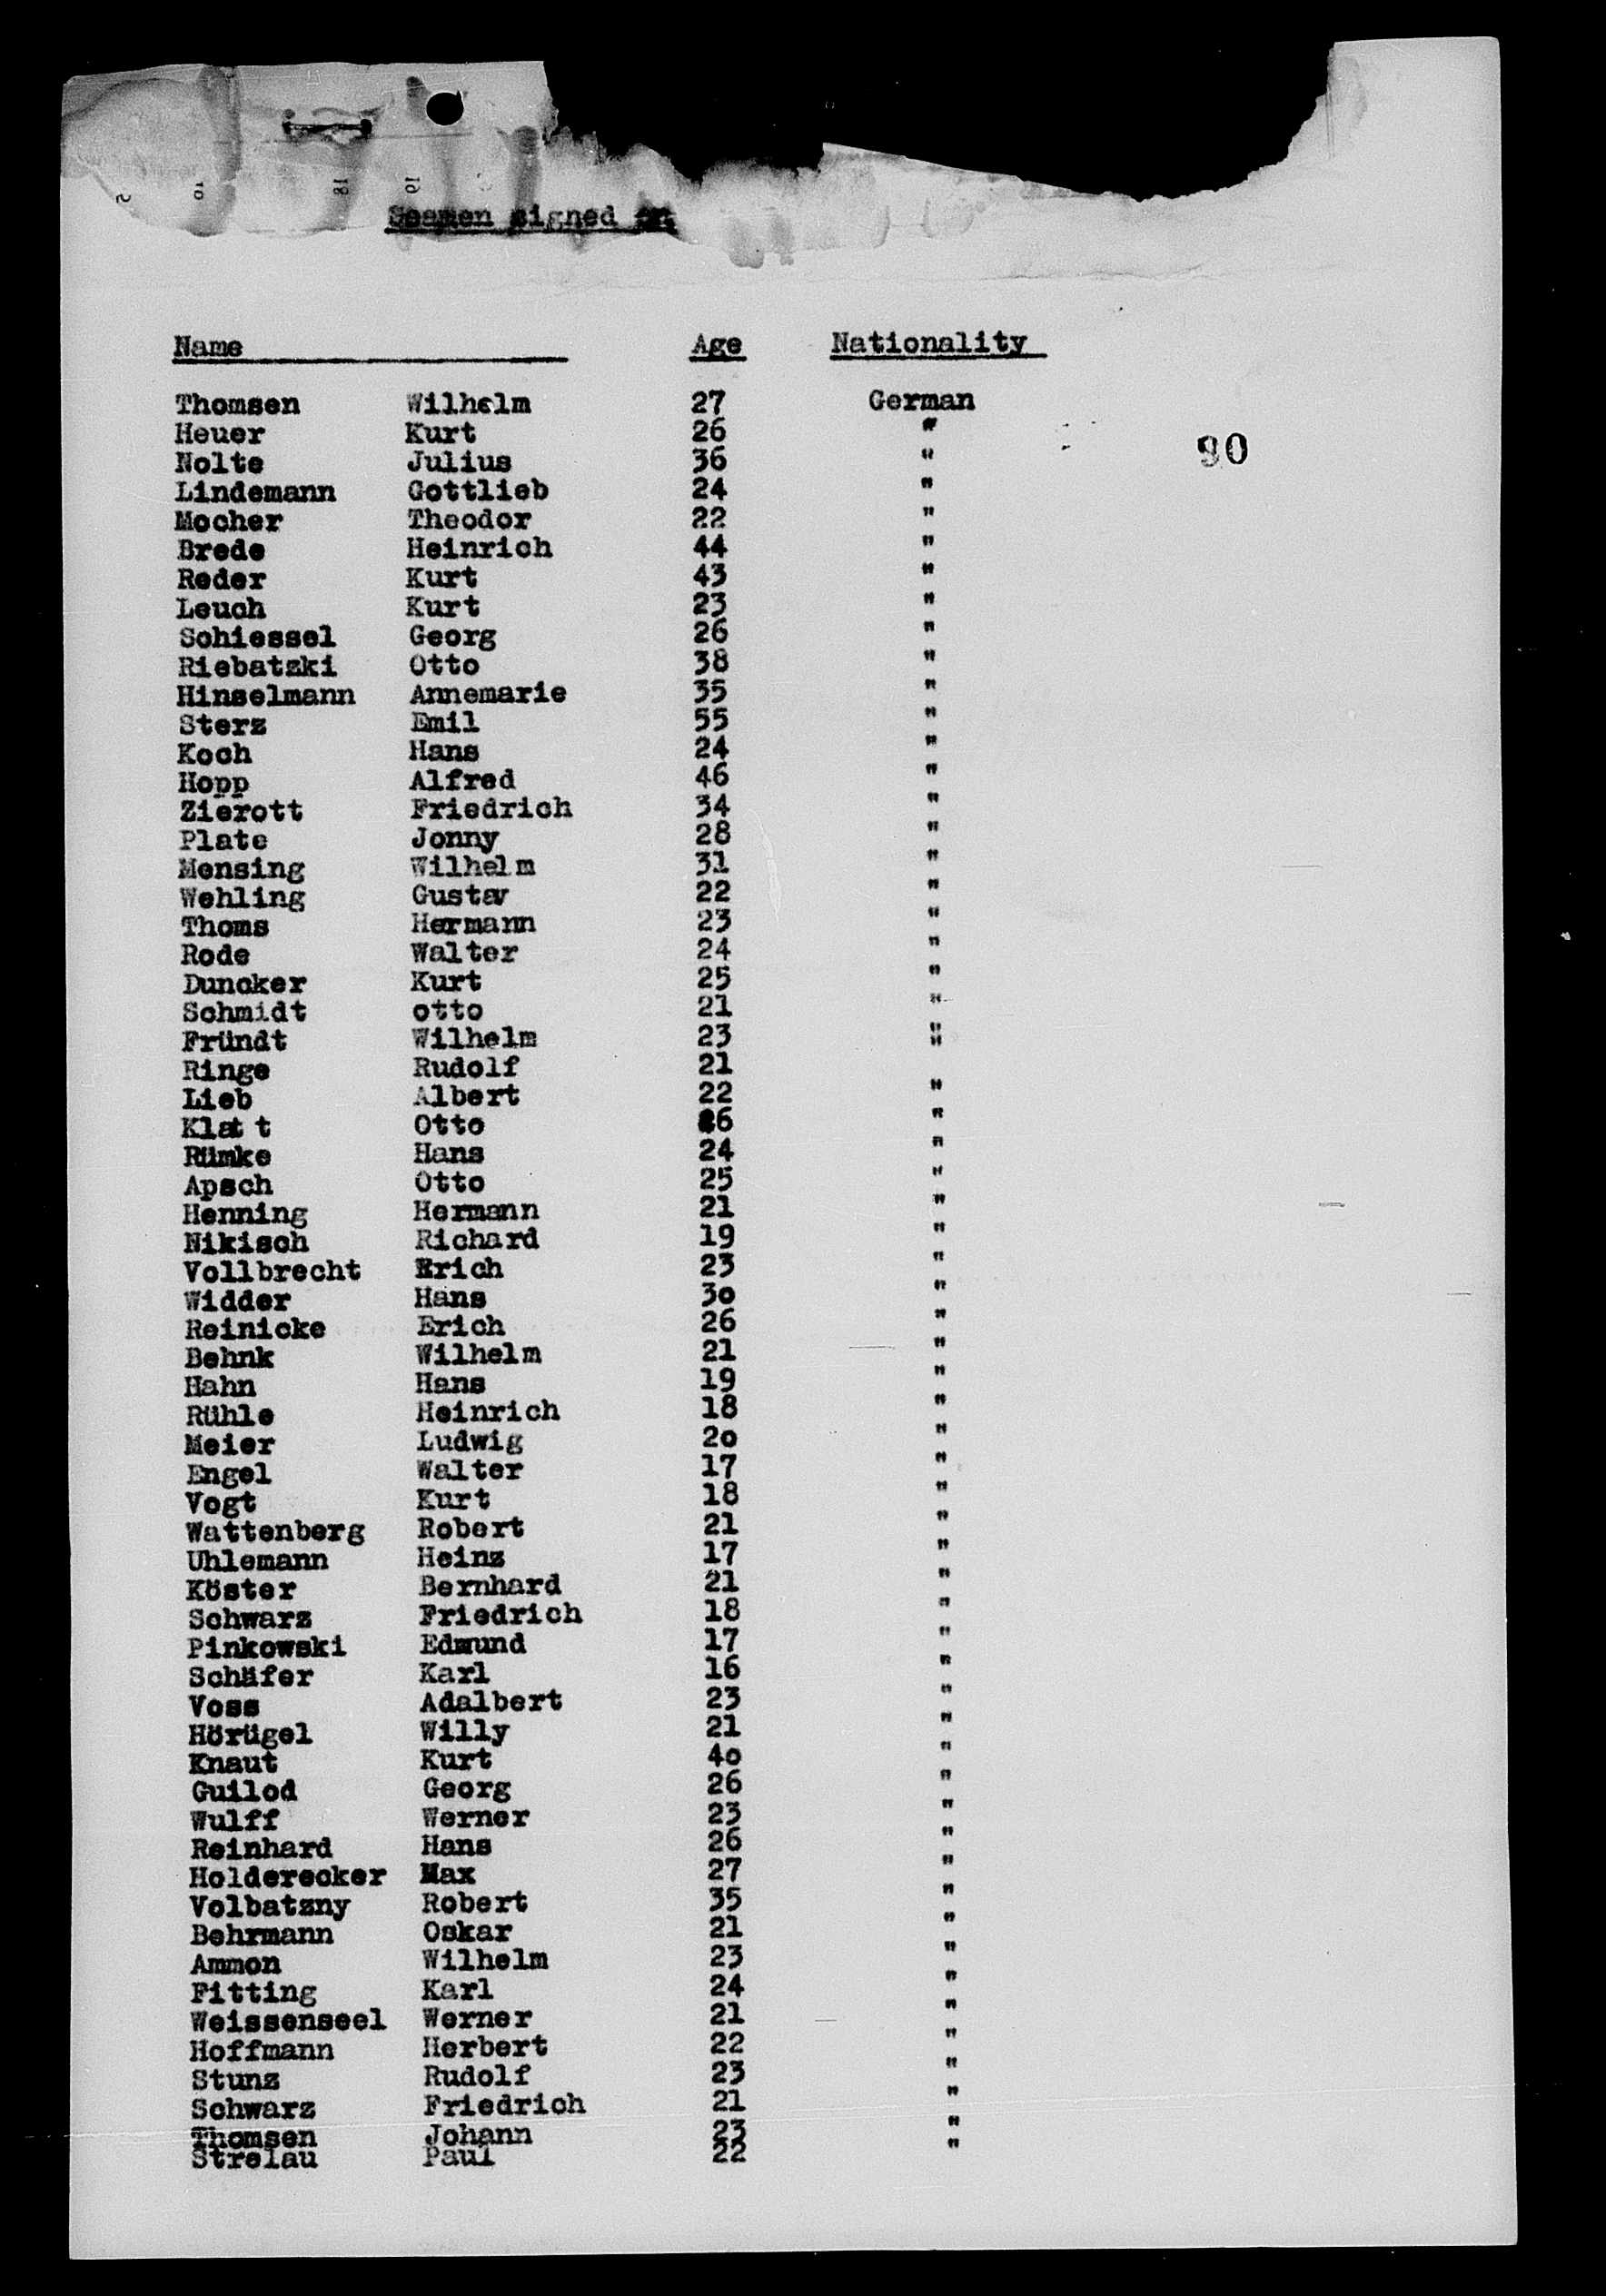 Seamen signed on
Name Age Nationality
Thomsen Wilhelm 27 German
90
Heuer Kurt 26 "
Nolte Julius 36 "
Lindemann Gottlieb 24 "
Mocher Theodor 22 "
Brede Heinrich 44 "
Reder Kurt 43 "
Leuch Kurt 23 "
Schiessel Georg 26 "
Riebatzki Otto 38 "
Hinselmann Annemarie 35 "
Sterz Emil 55 "
Koch Hans 24 "
Hopp Alfred 46 "
Zierott Friedrich 34 "
Plate Jonny 28 "
Mensing Wilhelm 31 "
Wehling Gustav 22 "
Thoms Hermann 23 "
Rode Walter 24 "
Duncker Kurt 25 "
Schmidt otto 21 "
Fründt Wilhelm 23 "
Ringe Rudolf 21 "
Lieb Albert 22 "
Klat t Otto 26 "
Rümke Hans 24 "
Apsch Otto 25 "
Henning Hermann 21 "
Nikisch Richard 19 "
Vollbrecht Erich 23 "
Widder Hans 3o "
Reinicke Erich 26 "
Behnk Wilhelm 21 "
Hahn Hans 19 "
Rühle Heinrich 18 "
Meier Ludwig 2o "
Engel Walter 17 "
Vogt Kurt 18 "
Wattenberg Robert 21 "
Uhlemann Heinz 17 "
Köster Bernhard 21 "
Schwarz Friedrich 18 "
Pinkowski Edmund 17 "
Schäfer Karl 16 "
Voss Adalbert 23 "
Hörügel Willy 21 "
Knaut Kurt 4o "
Guilod Georg 26 "
Wulff Werner 23 "
Reinhard Hans 26 "
Holderecker Max 27 "
Volbatzny Robert 35 "
Behrmann Oskar 21 "
Ammon Wilhelm 23 "
Fitting Karl 24 "
Weissenseel Werner 21 "
Hoffmann Herbert 22 "
Stunz Rudolf 23 "
Schwarz Friedrich 21 "
Thomsen Johann 23 "
Strelau Paul 22 "